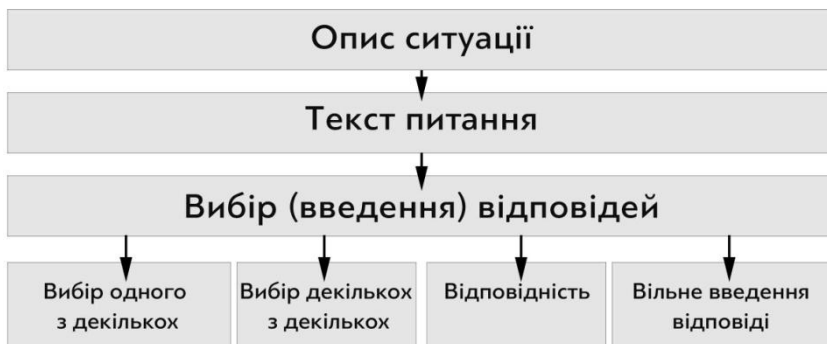 Опис ситуації
Текст питання
Вибір (введення) відповідей
Вибір одного
з декількох
Вибір декількох
з декількох
Відповідність
Вільне введення
відповіді